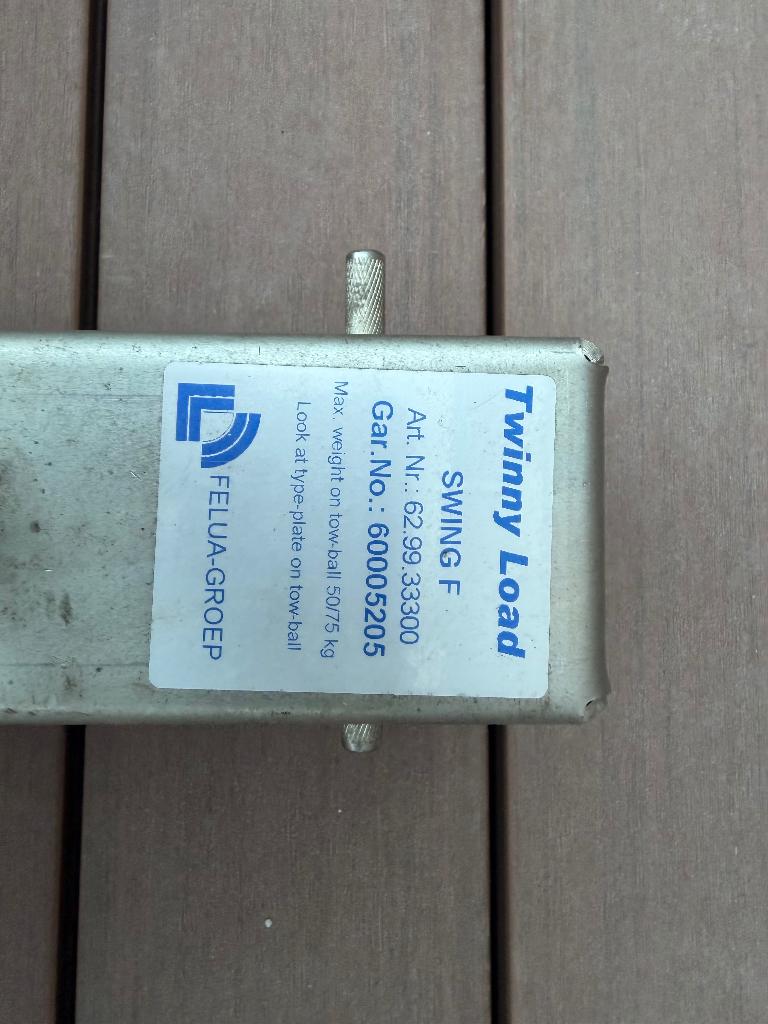 Twinny Load
SWING F
Art. Nr.: 62.99.33300
Gar.No.: 60005205
Max. weight on tow-ball 50/75 kg
Look at type-plate on tow-ball
FELUA-GROEP